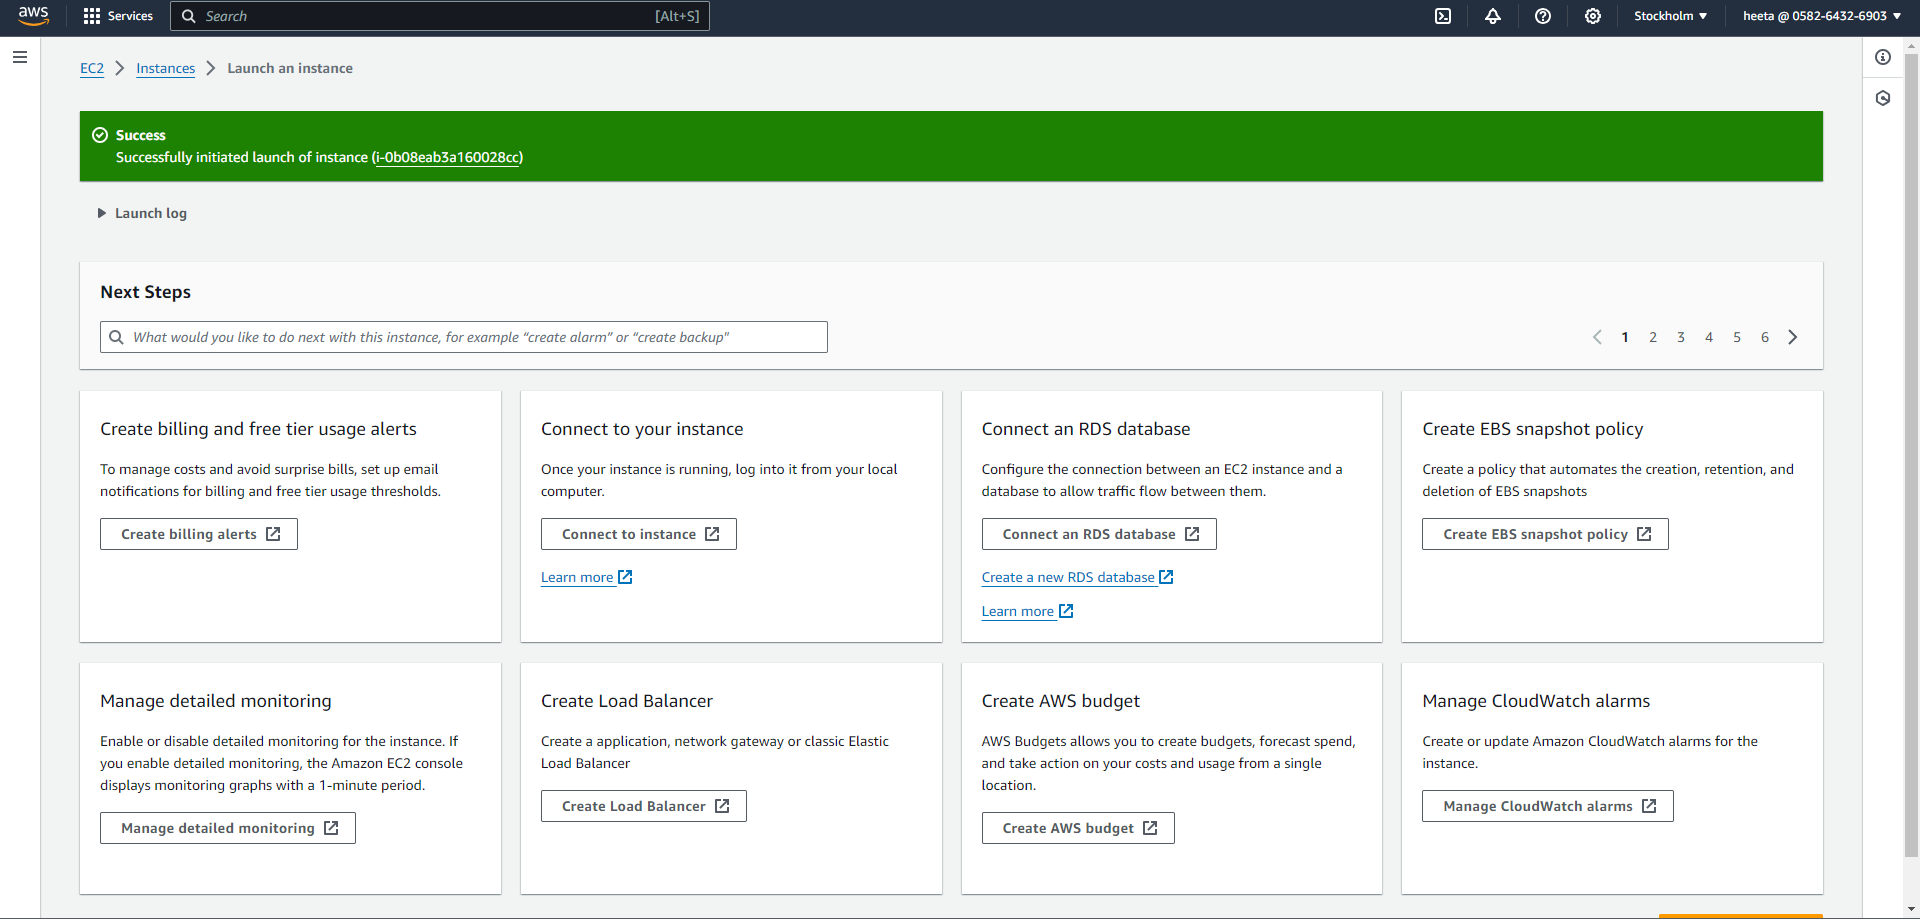 aws
Services
Search
[Alt+S]
Stockholm
heeta @ 0582-6432-6903
EC2
Instances
Launch an instance
Success
Successfully initiated launch of instance (i-0b08eab3a160028cc)
Launch log
Next Steps
What would you like to do next with this instance, for example “create alarm” or “create backup"
1 2 3 4 5 6
Create billing and free tier usage alerts
To manage costs and avoid surprise bills, set up email
notifications for billing and free tier usage thresholds.
Create billing alerts
Connect to your instance
Once your instance is running, log into it from your local
computer.
Connect to instance
Learn more
Connect an RDS database
Configure the connection between an EC2 instance and a
database to allow traffic flow between them.
Connect an RDS database
Create a new RDS database
Learn more
Create EBS snapshot policy
Create a policy that automates the creation, retention, and
deletion of EBS snapshots
Create EBS snapshot policy
Manage detailed monitoring
Enable or disable detailed monitoring for the instance. If
you enable detailed monitoring, the Amazon EC2 console
displays monitoring graphs with a 1-minute period.
Manage detailed monitoring
Create Load Balancer
Create a application, network gateway or classic Elastic
Load Balancer
Create Load Balancer
Create AWS budget
AWS Budgets allows you to create budgets, forecast spend,
and take action on your costs and usage from a single
location.
Create AWS budget
Manage CloudWatch alarms
Create or update Amazon CloudWatch alarms for the
instance.
Manage CloudWatch alarms